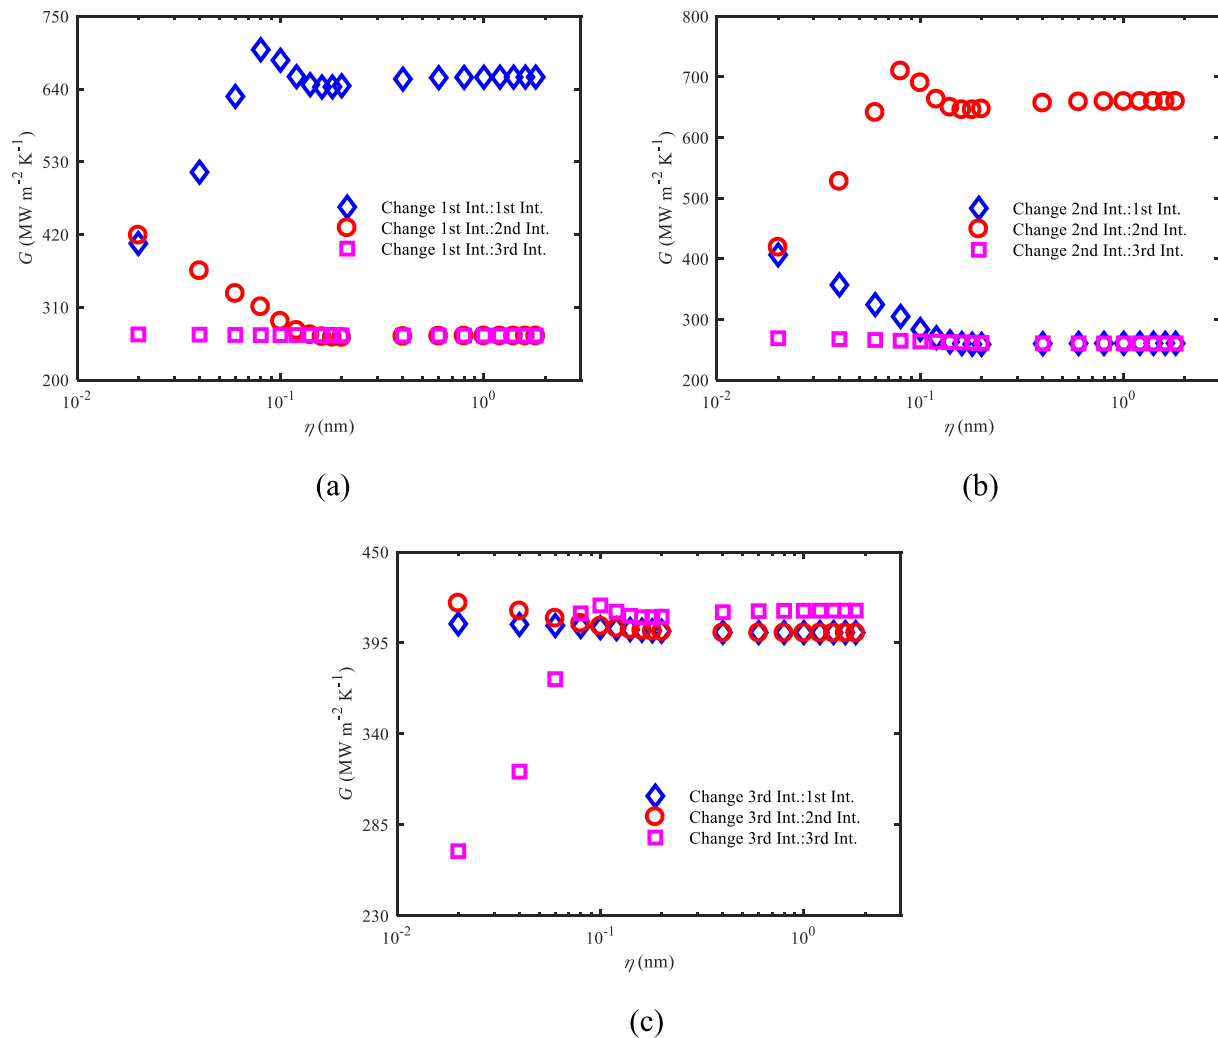 750
640
530
420
310
200
G (MW m-2 K-1)
Change 1st Int.:1st Int.
Change 1st Int.:2nd Int.
Change 1st Int.:3rd Int.
10-2 10-1 100
η (nm)
(a)
800
700
600
500
400
300
200
G (MW m-2 K-1)
Change 2nd Int.:1st Int.
Change 2nd Int.:2nd Int.
Change 2nd Int.:3rd Int.
10-2 10-1 100
η (nm)
(b)
450
395
340
285
230
G (MW m-2 K-1)
Change 3rd Int.:1st Int.
Change 3rd Int.:2nd Int.
Change 3rd Int.:3rd Int.
10-2 10-1 100
η (nm)
(c)